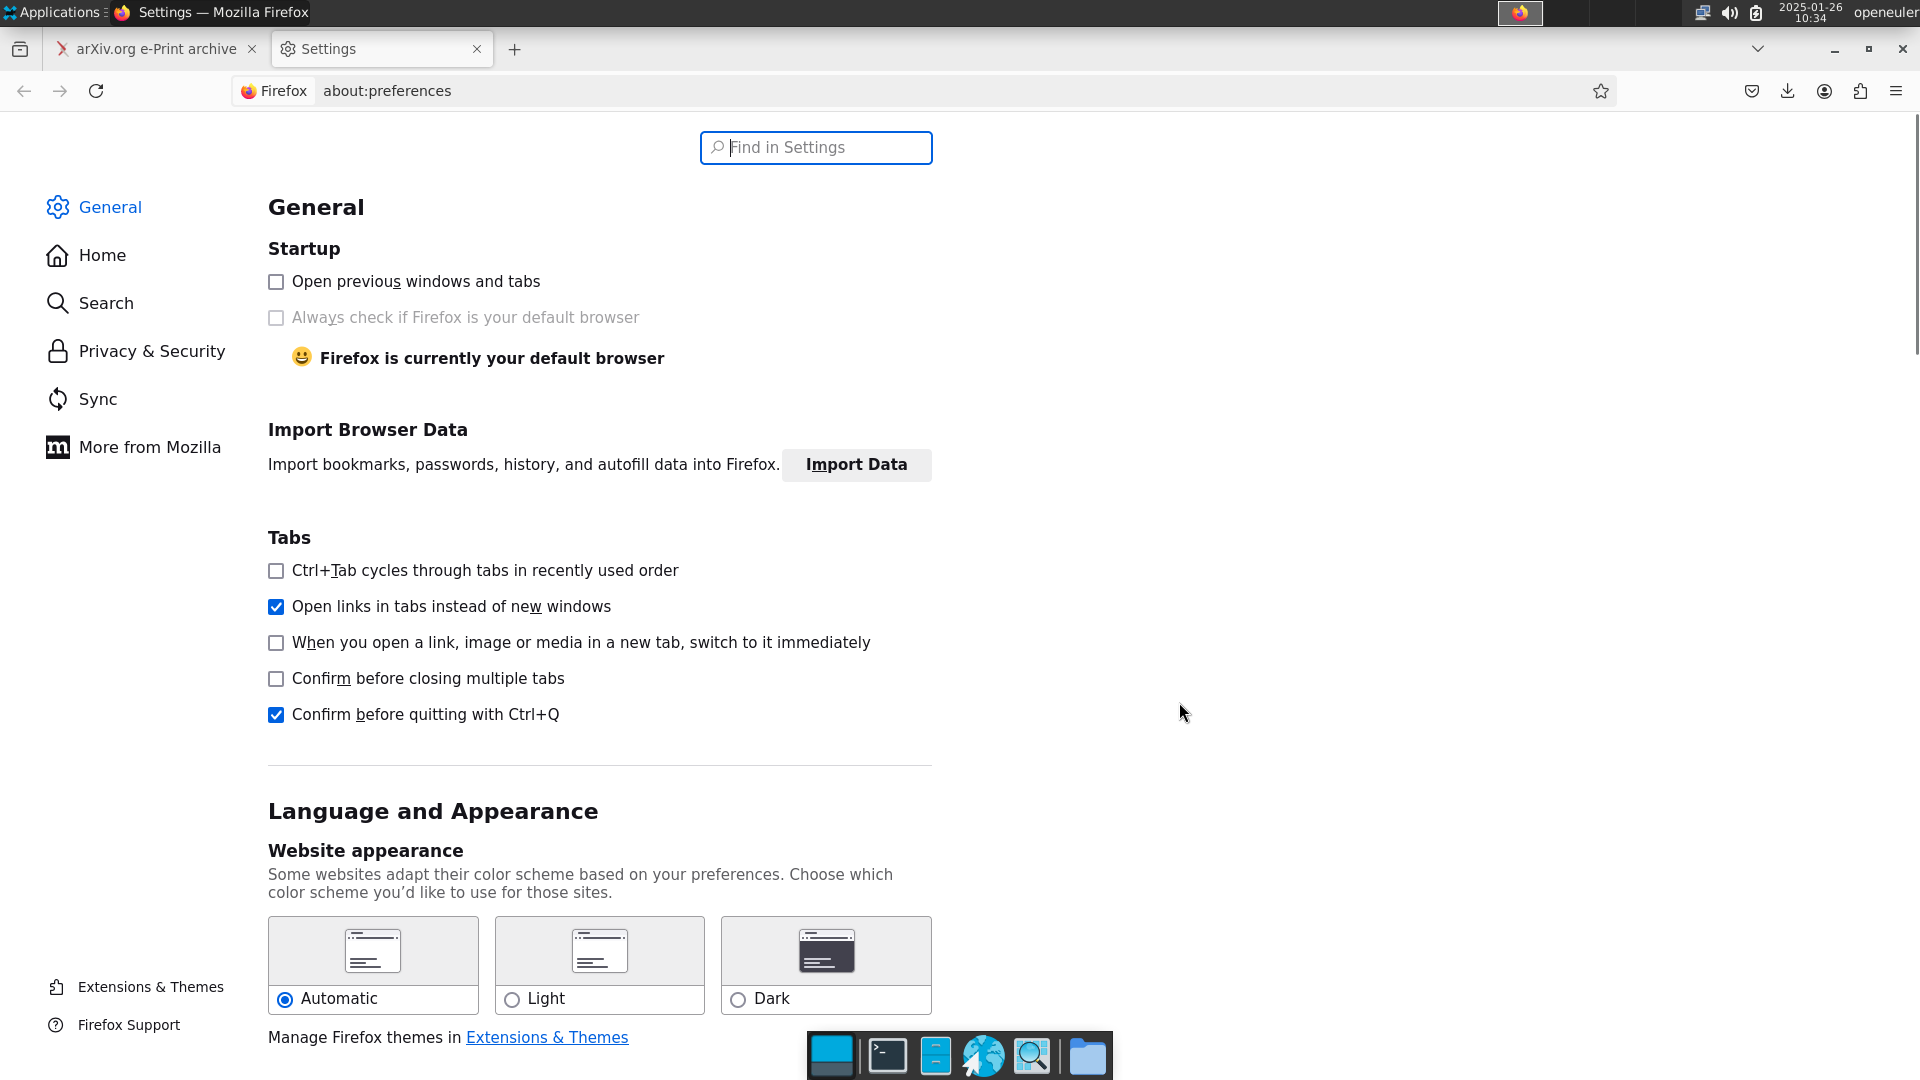 Applications
Settings — Mozilla Firefox
2025-01-26
10:34
openeuler
arXiv.org e-Print archive
Settings
Firefox
about:preferences
Find in Settings
General
Home
Search
Privacy & Security
Sync
More from Mozilla
General
Startup
Open previous windows and tabs
Always check if Firefox is your default browser
Firefox is currently your default browser
Import Browser Data
Import bookmarks, passwords, history, and autofill data into Firefox.
Import Data
Tabs
Ctrl+Tab cycles through tabs in recently used order
Open links in tabs instead of new windows
When you open a link, image or media in a new tab, switch to it immediately
Confirm before closing multiple tabs
Confirm before quitting with Ctrl+Q
Language and Appearance
Website appearance
Some websites adapt their color scheme based on your preferences. Choose which
color scheme you’d like to use for those sites.
Automatic
Light
Dark
Manage Firefox themes in Extensions & Themes
Extensions & Themes
Firefox Support